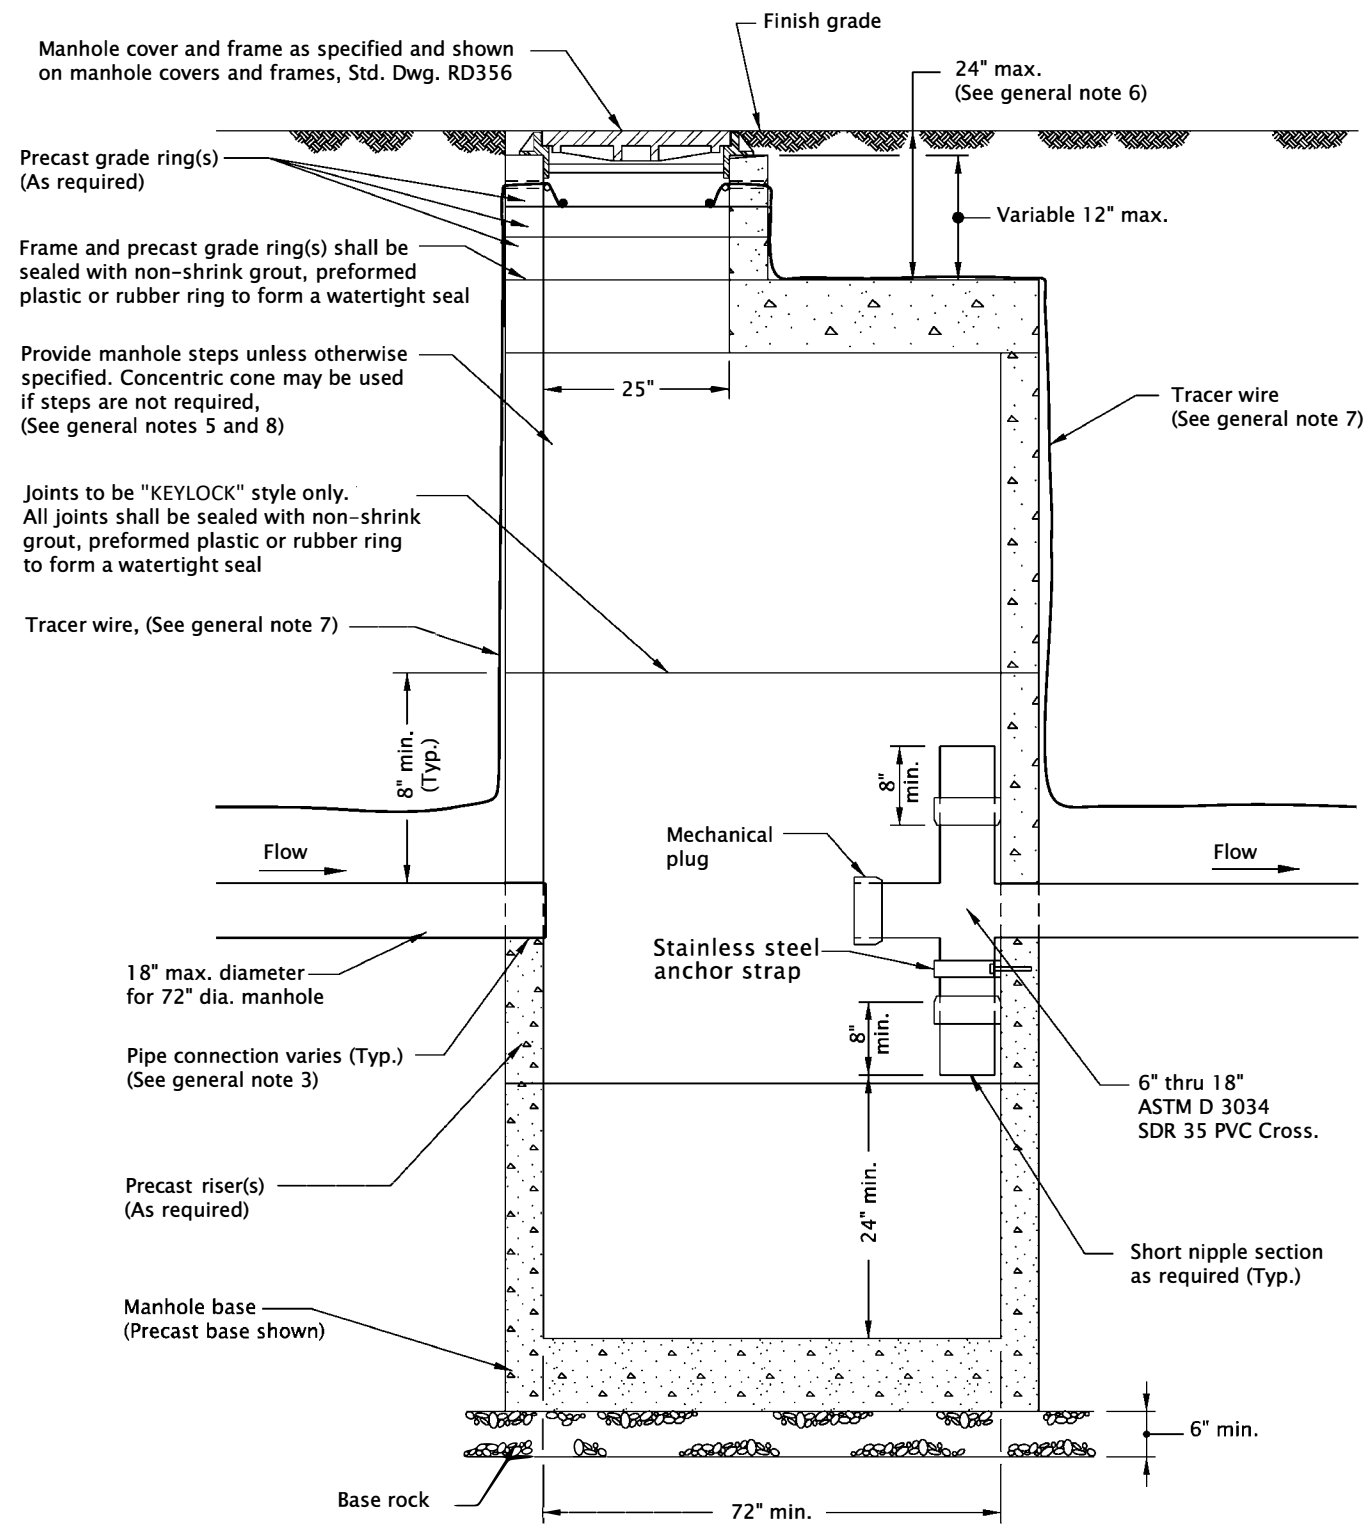 Finish grade
Manhole cover and frame as specified and shown
on manhole covers and frames, Std. Dwg. RD356
24" max.
(See general note 6)
Precast grade ring(s)
(As required)
Variable 12" max.
Frame and precast grade ring(s) shall be
sealed with non-shrink grout, preformed
plastic or rubber ring to form a watertight seal
Provide manhole steps unless otherwise
specified. Concentric cone may be used
if steps are not required,
(See general notes 5 and 8)
25"
Tracer wire
(See general note 7)
Joints to be "KEYLOCK" style only.
All joints shall be sealed with non-shrink
grout, preformed plastic or rubber ring
to form a watertight seal
Tracer wire, (See general note 7)
8" min.
(Typ.)
8"
min.
Mechanical
plug
Flow
Flow
Stainless steel
anchor strap
18" max. diameter
for 72" dia. manhole
8"
min.
Pipe connection varies (Typ.)
(See general note 3)
6" thru 18"
ASTM D 3034
SDR 35 PVC Cross.
Precast riser(s)
(As required)
24" min.
Short nipple section
as required (Typ.)
Manhole base
(Precast base shown)
6" min.
Base rock
72" min.